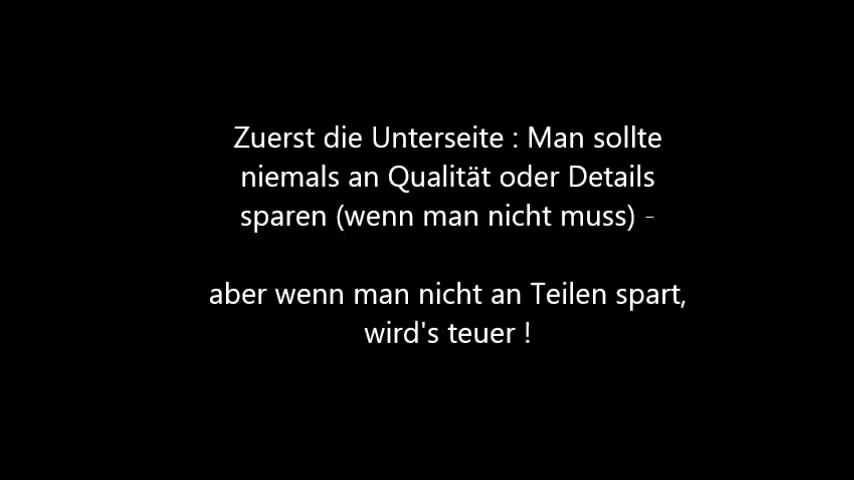 Zuerst die Unterseite : Man sollte
niemals an Qualität oder Details
sparen (wenn man nicht muss) -
aber wenn man nicht an Teilen spart,
wird's teuer !